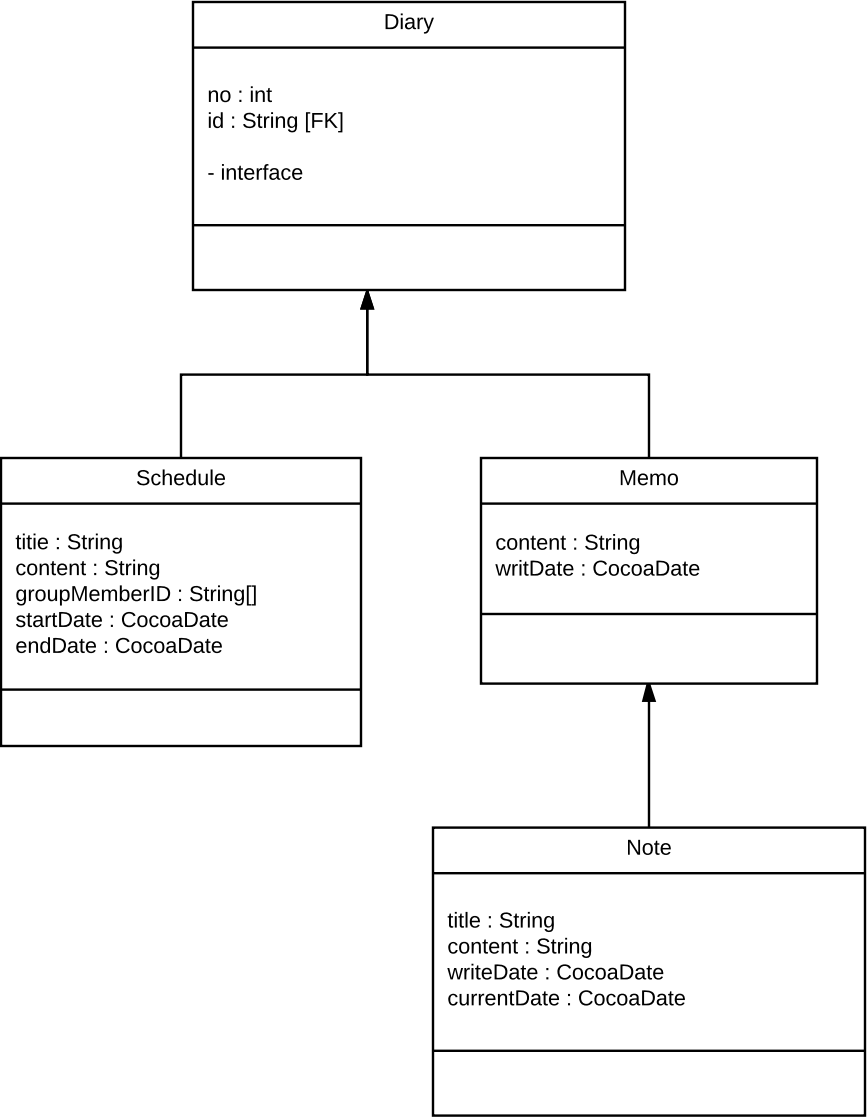 Diary
no : int
id : String [FK]
- interface
Schedule
titie : String
content : String
groupMemberID : String[]
startDate : CocoaDate
endDate : CocoaDate
Memo
content : String
writDate : CocoaDate
Note
title : String
content : String
writeDate : CocoaDate
currentDate : CocoaDate